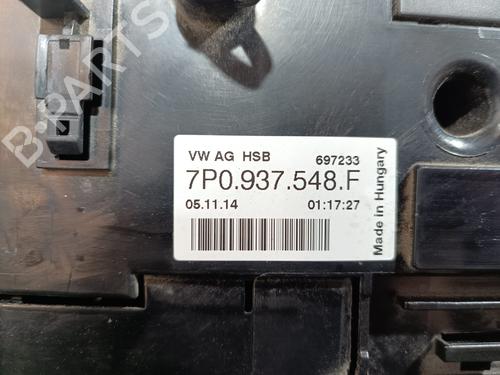 B-PARTS
VW AG HSB 697233
7P0.937.548.F
05.11.14 01:17:27
Made in Hungary